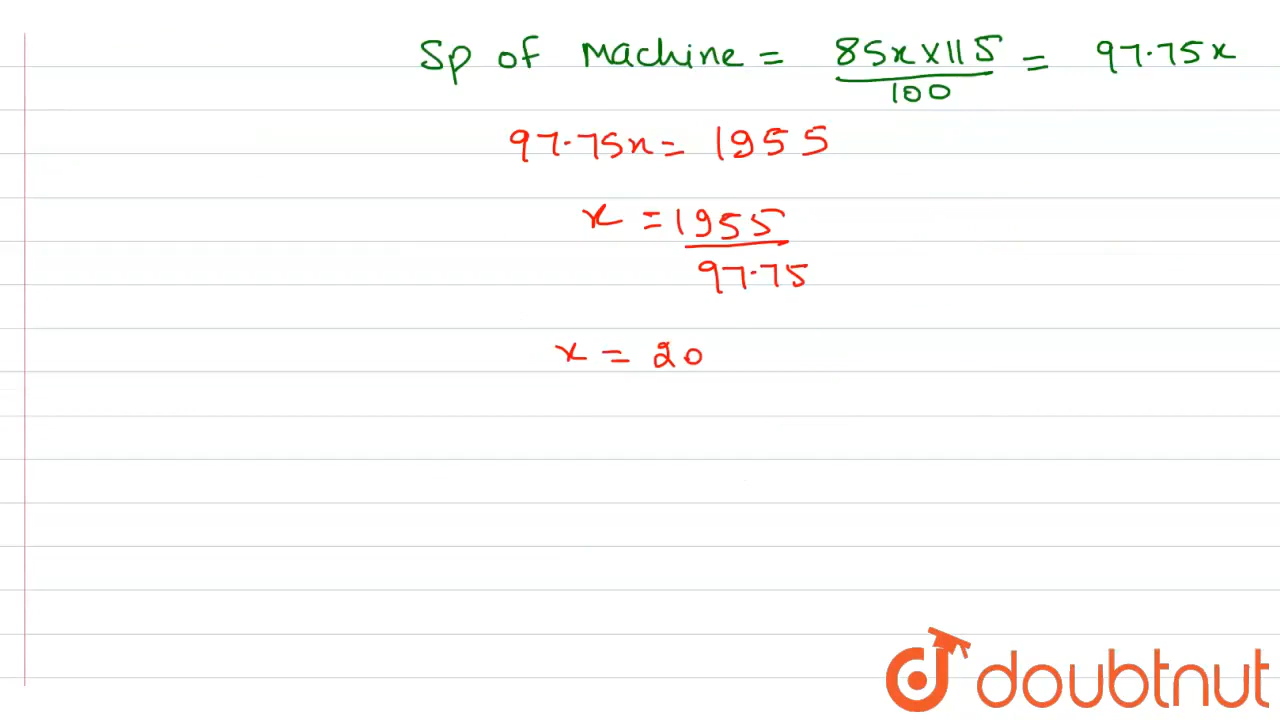 Sp of Machine = 85x×115/100 = 97.75x
97.75x = 1955
x = 1955/97.75
x = 20
doubtnut